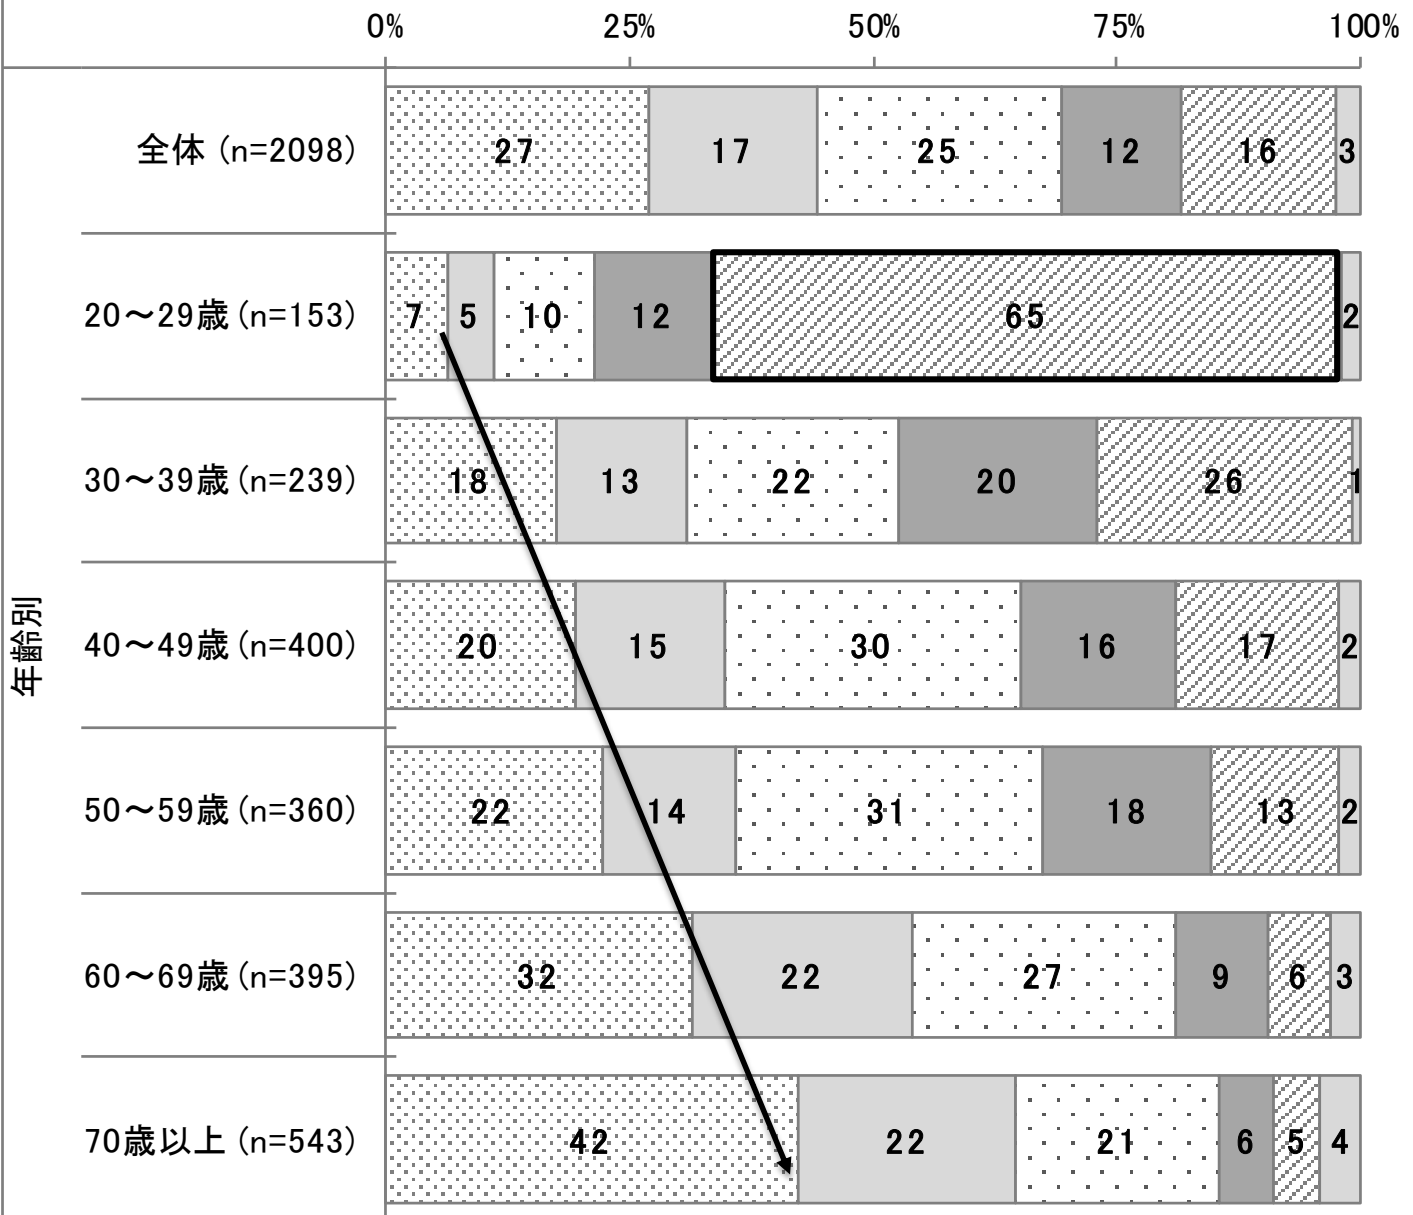 0% 25% 50% 75% 100%
年齢別
全体 (n=2098) 27 17 25 12 16 3
20～29歳 (n=153) 7 5 10 12 65 2
30～39歳 (n=239) 18 13 22 20 26 1
40～49歳 (n=400) 20 15 30 16 17 2
50～59歳 (n=360) 22 14 31 18 13 2
60～69歳 (n=395) 32 22 27 9 6 3
70歳以上 (n=543) 42 22 21 6 5 4